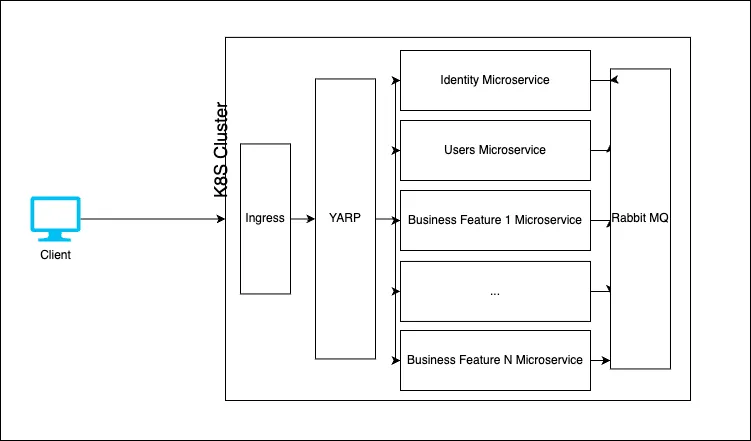 K8S Cluster
Identity Microservice
Users Microservice
Ingress
YARP
Business Feature 1 Microservice
Rabbit MQ
Client
...
Business Feature N Microservice